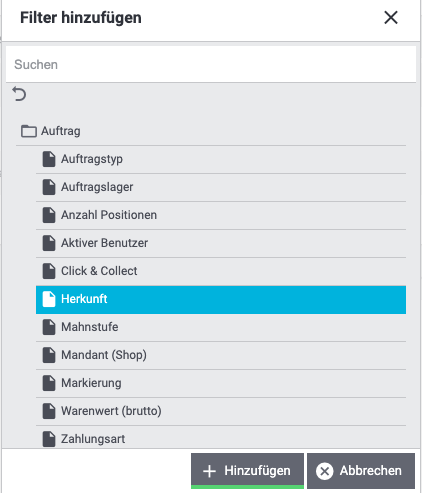 Filter hinzufügen
Suchen
Auftrag
Auftragstyp
Auftragslager
Anzahl Positionen
Aktiver Benutzer
Click & Collect
Herkunft
Mahnstufe
Mandant (Shop)
Markierung
Warenwert (brutto)
Zahlungsart
Hinzufügen
Abbrechen